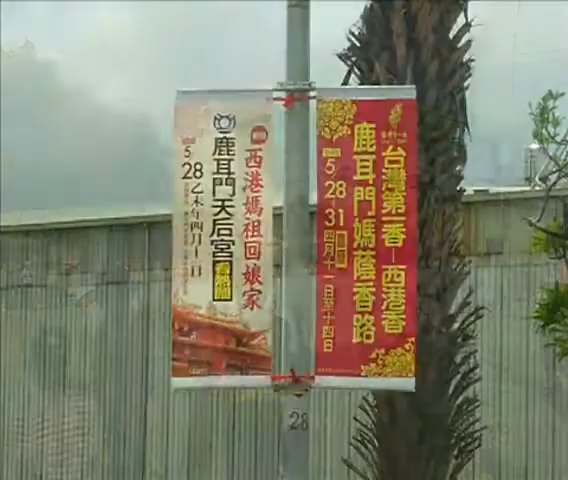 台灣第一香—西港香
鹿耳門媽蔭香路
5/28-31
四月十一日至十四日
西港媽祖回娘家
鹿耳門天后宮
5/28
乙未年四月十一日
28